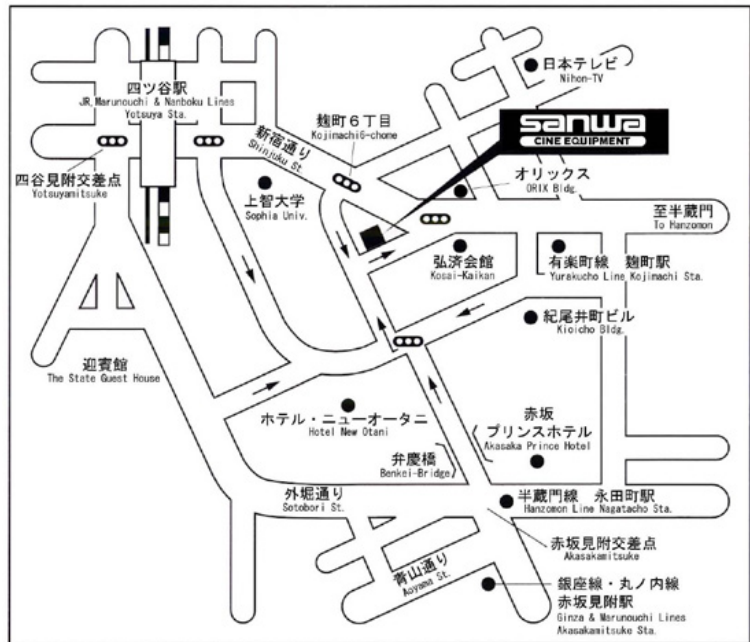 日本テレビ
Nihon-TV
四ツ谷駅
JR, Marunouchi & Nanboku Lines
Yotsuya Sta.
麹町６丁目
Kojimachi6-chome
新宿通り
Shinjuku St.
sanwa
CINE EQUIPMENT
四谷見附交差点
Yotsuyamitsuke
上智大学
Sophia Univ.
オリックス
ORIX Bldg.
至半蔵門
To Hanzomon
弘済会館
Kosai-Kaikan
有楽町線 麹町駅
Yurakucho Line Kojimachi Sta.
紀尾井町ビル
Kioicho Bldg.
迎賓館
The State Guest House
ホテル・ニューオータニ
Hotel New Otani
赤坂
プリンスホテル
Akasaka Prince Hotel
弁慶橋
Benkei-Bridge
外堀通り
Sotobori St.
半蔵門線 永田町駅
Hanzomon Line Nagatacho Sta.
赤坂見附交差点
Akasakamitsuke
青山通り
Aoyama St.
銀座線・丸ノ内線
赤坂見附駅
Ginza & Marunouchi Lines
Akasakamitsuke Sta.